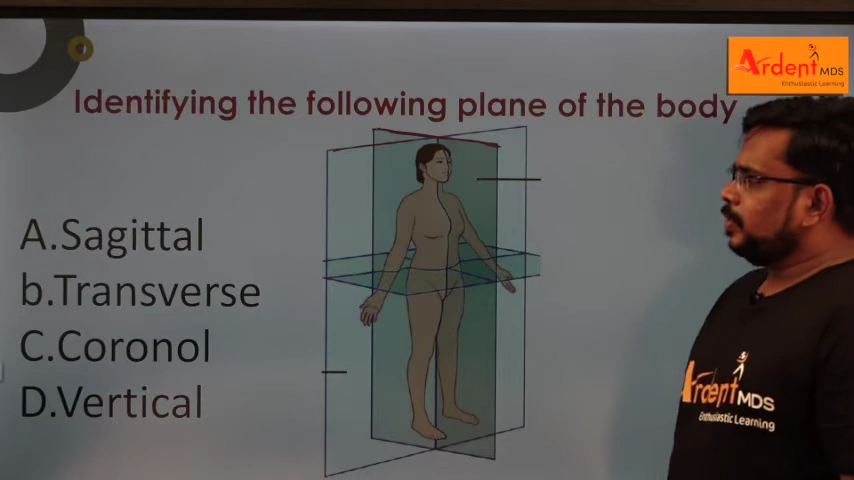 Ardent MDS
Enthusiastic Learning
Identifying the following plane of the body
A.Sagittal
b.Transverse
C.Coronol
D.Vertical
Ardent MDS
Enthusiastic Learning